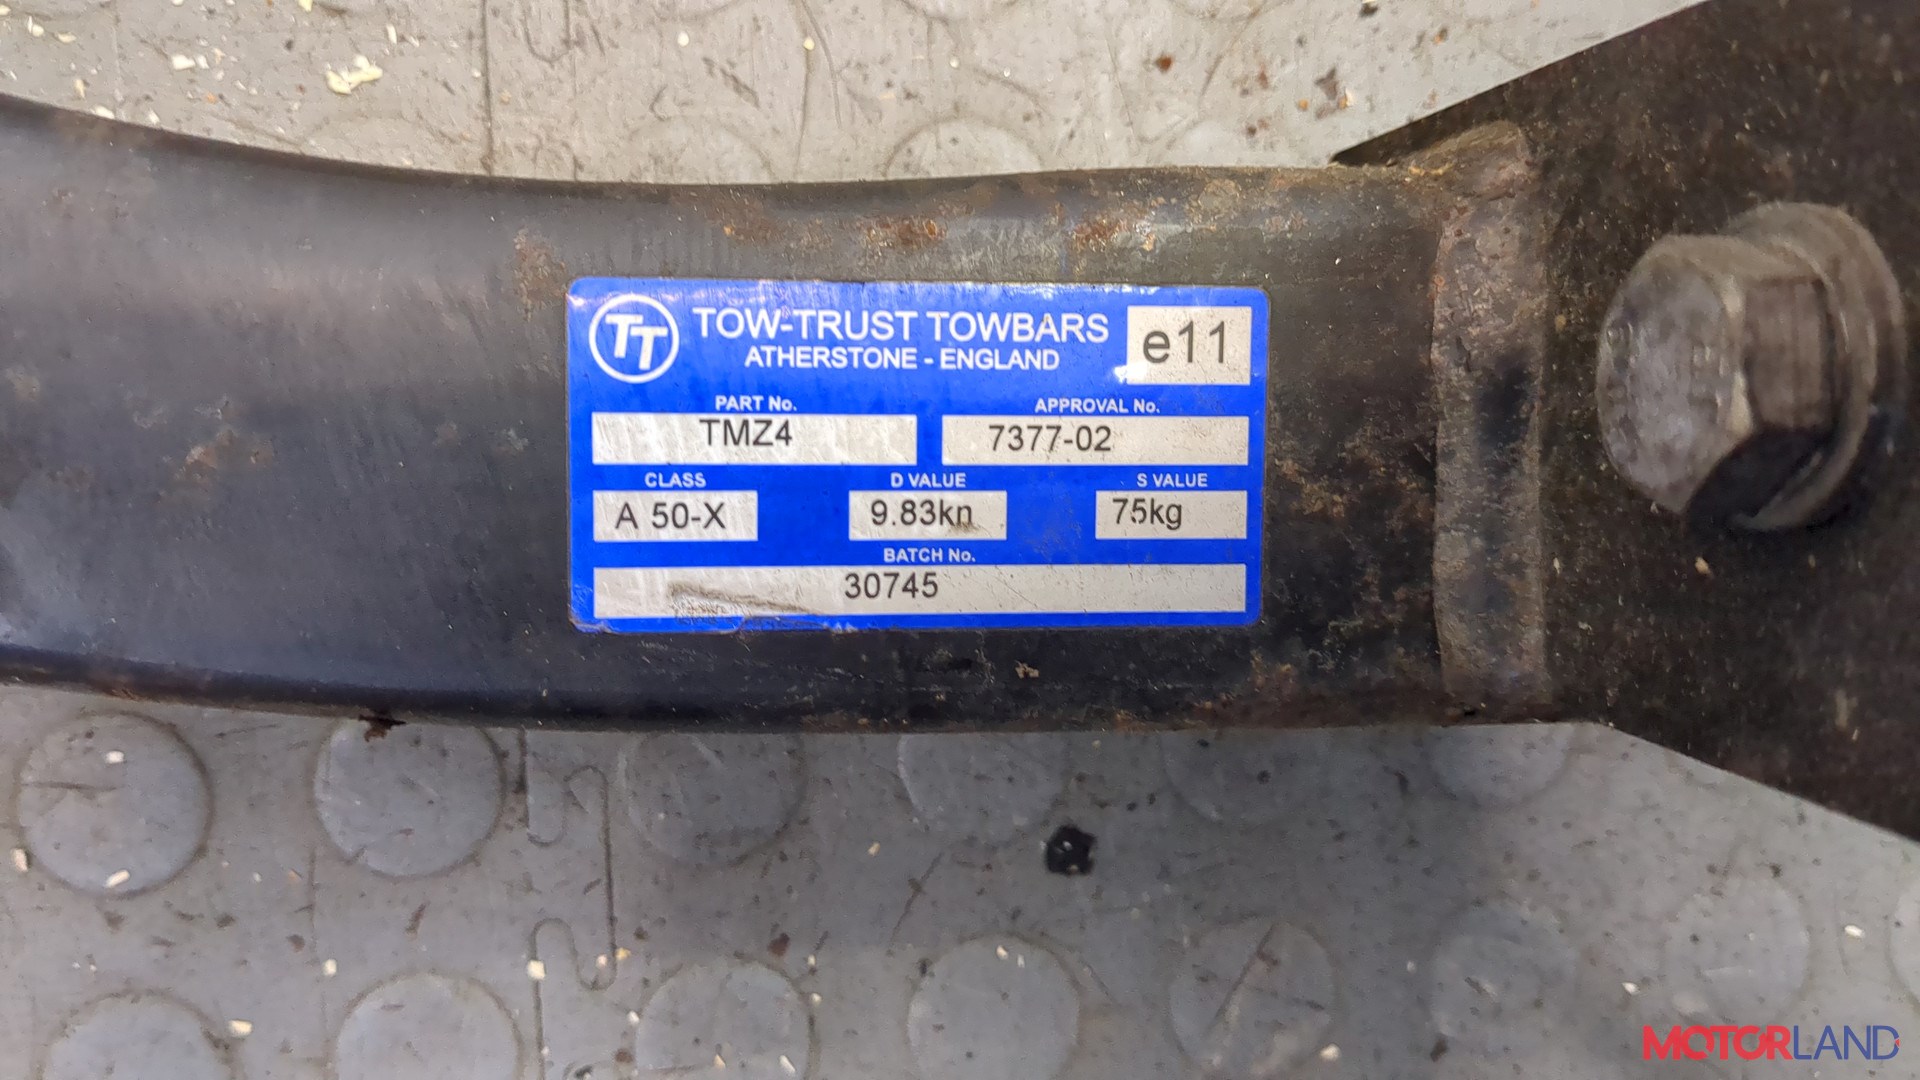 TT TOW-TRUST TOWBARS e11
ATHERSTONE - ENGLAND
PART No. APPROVAL No.
TMZ4 7377-02
CLASS D VALUE S VALUE
A 50-X 9.83kn 75kg
BATCH No.
30745
MOTORLAND